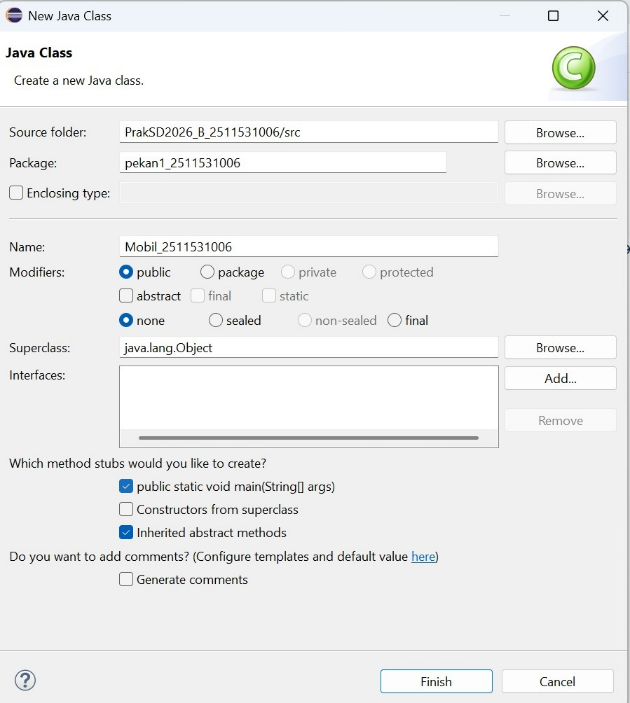 New Java Class
Java Class
Create a new Java class.
Source folder: PrakSD2026_B_2511531006/src Browse...
Package: pekan1_2511531006 Browse...
Enclosing type: Browse...
Name: Mobil_2511531006
Modifiers: public package private protected
abstract final static
none sealed non-sealed final
Superclass: java.lang.Object Browse...
Interfaces: Add...
Remove
Which method stubs would you like to create?
public static void main(String[] args)
Constructors from superclass
Inherited abstract methods
Do you want to add comments? (Configure templates and default value here)
Generate comments
? Finish Cancel